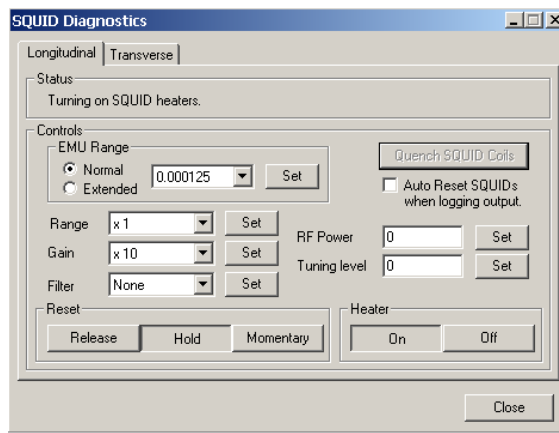 SQUID Diagnostics
Longitudinal Transverse
Status
Turning on SQUID heaters.
Controls
EMU Range
Normal
Extended
0.000125
Set
Quench SQUID Coils
Auto Reset SQUIDs
when logging output.
Range x 1 Set
Gain x 10 Set
Filter None Set
RF Power 0 Set
Tuning level 0 Set
Reset
Release Hold Momentary
Heater
On Off
Close